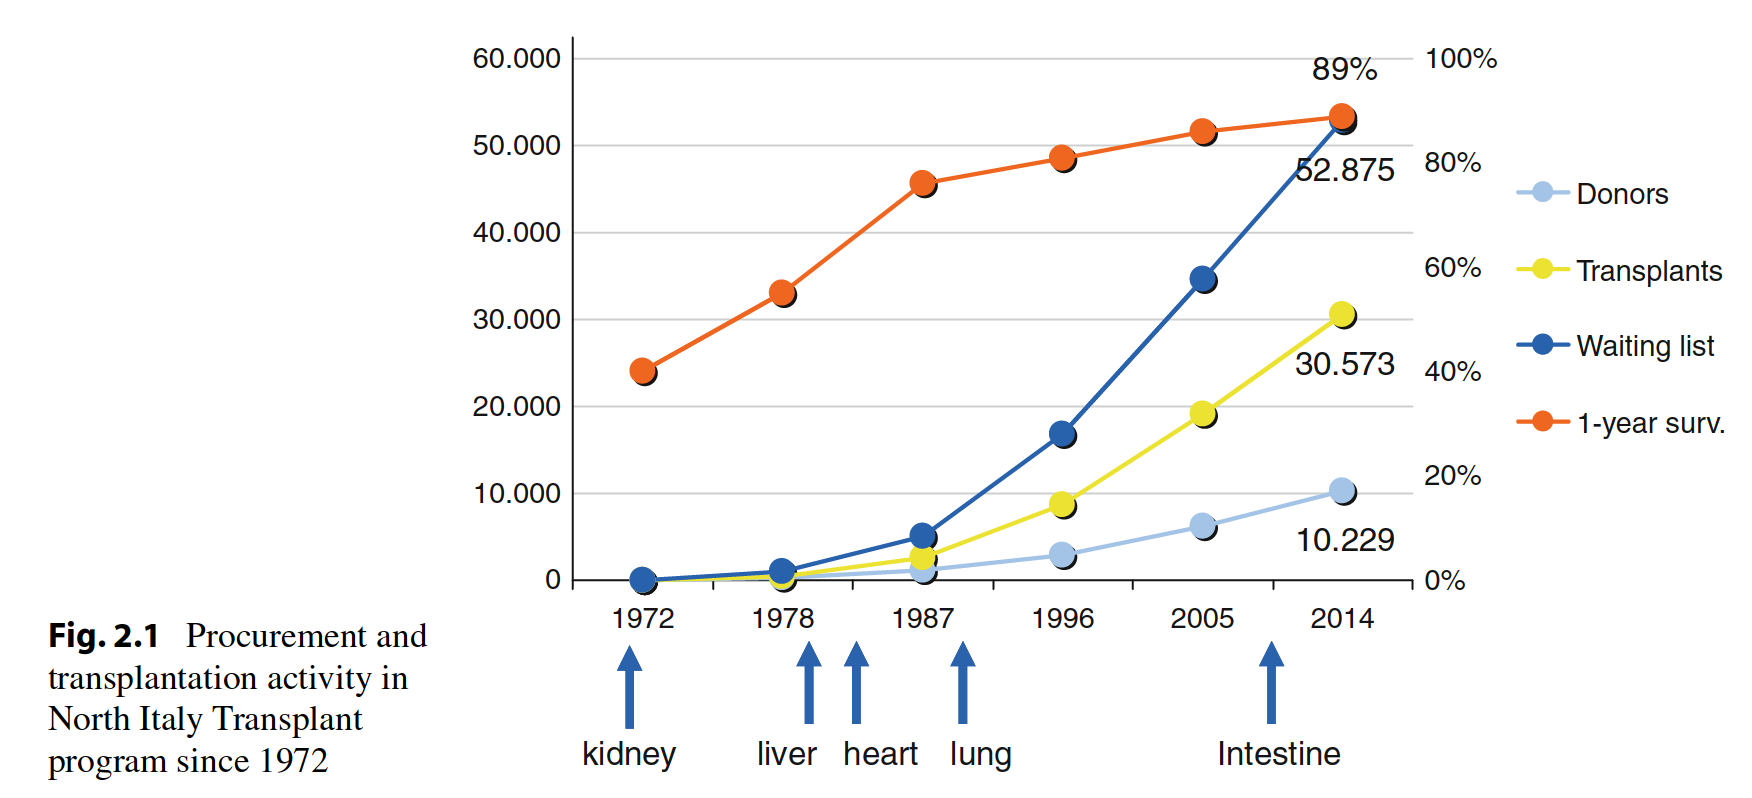 60.000
50.000
40.000
30.000
20.000
10.000
0
100%
80%
60%
40%
20%
0%
89%
52.875
30.573
10.229
1972 1978 1987 1996 2005 2014
kidney liver heart lung Intestine
Donors
Transplants
Waiting list
1-year surv.
Fig. 2.1 Procurement and
transplantation activity in
North Italy Transplant
program since 1972